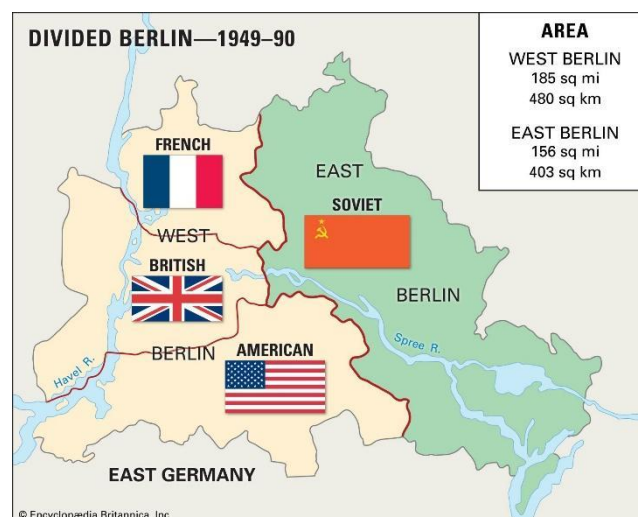 DIVIDED BERLIN—1949–90
AREA
WEST BERLIN
185 sq mi
480 sq km
EAST BERLIN
156 sq mi
403 sq km
FRENCH
EAST
SOVIET
WEST
BRITISH
BERLIN
Spree R.
BERLIN
AMERICAN
Havel R.
EAST GERMANY
© Encyclopædia Britannica, Inc.